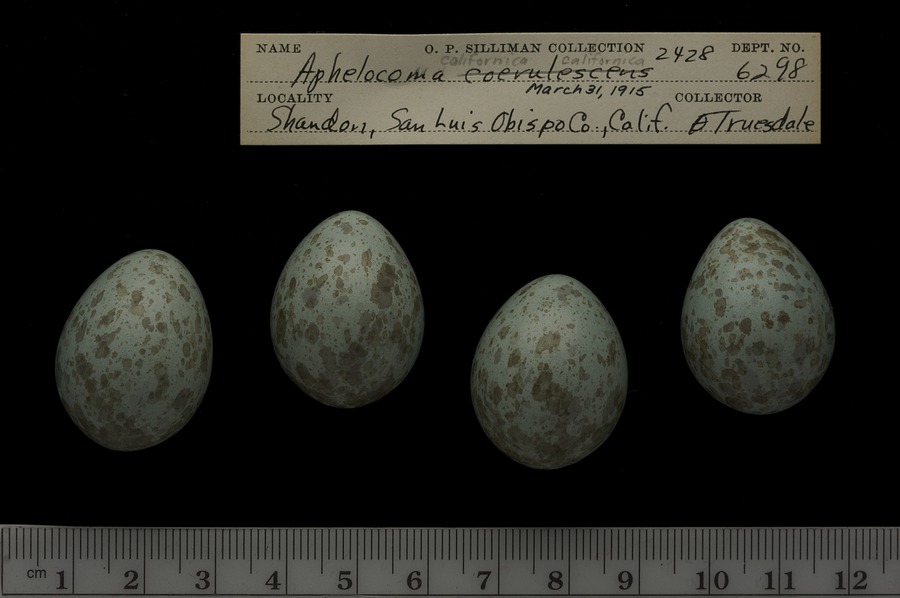 NAME O. P. SILLIMAN COLLECTION 2428 DEPT. NO.
californica californica
Aphelocoma coerulescens 6298
March 31, 1915
LOCALITY COLLECTOR
Shandon, San Luis Obispo Co., Calif. E Truesdale
cm 1 2 3 4 5 6 7 8 9 10 11 12